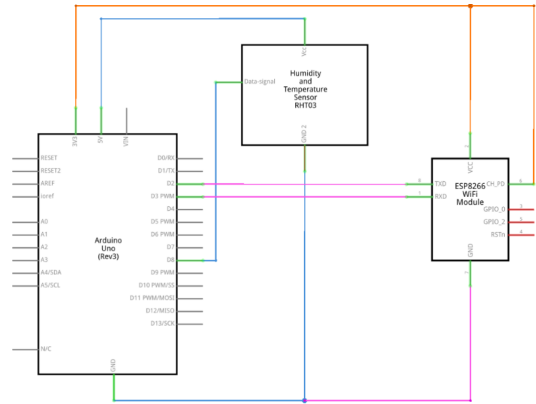 Vcc
Humidity
and
Temperature
Sensor
RHT03
Data-signal
GND 2
3V3
5V
VIN
RESET
RESET2
AREF
ioref
A0
A1
A2
A3
A4/SDA
A5/SCL
N/C
Arduino
Uno
(Rev3)
D0/RX
D1/TX
D2
D3 PWM
D4
D5 PWM
D6 PWM
D7
D8
D9 PWM
D10 PWM/SS
D11 PWM/MOSI
D12/MISO
D13/SCK
GND
VCC
ESP8266
WiFi
Module
TXD
RXD
CH_PD
GPIO_0
GPIO_2
RSTn
GND